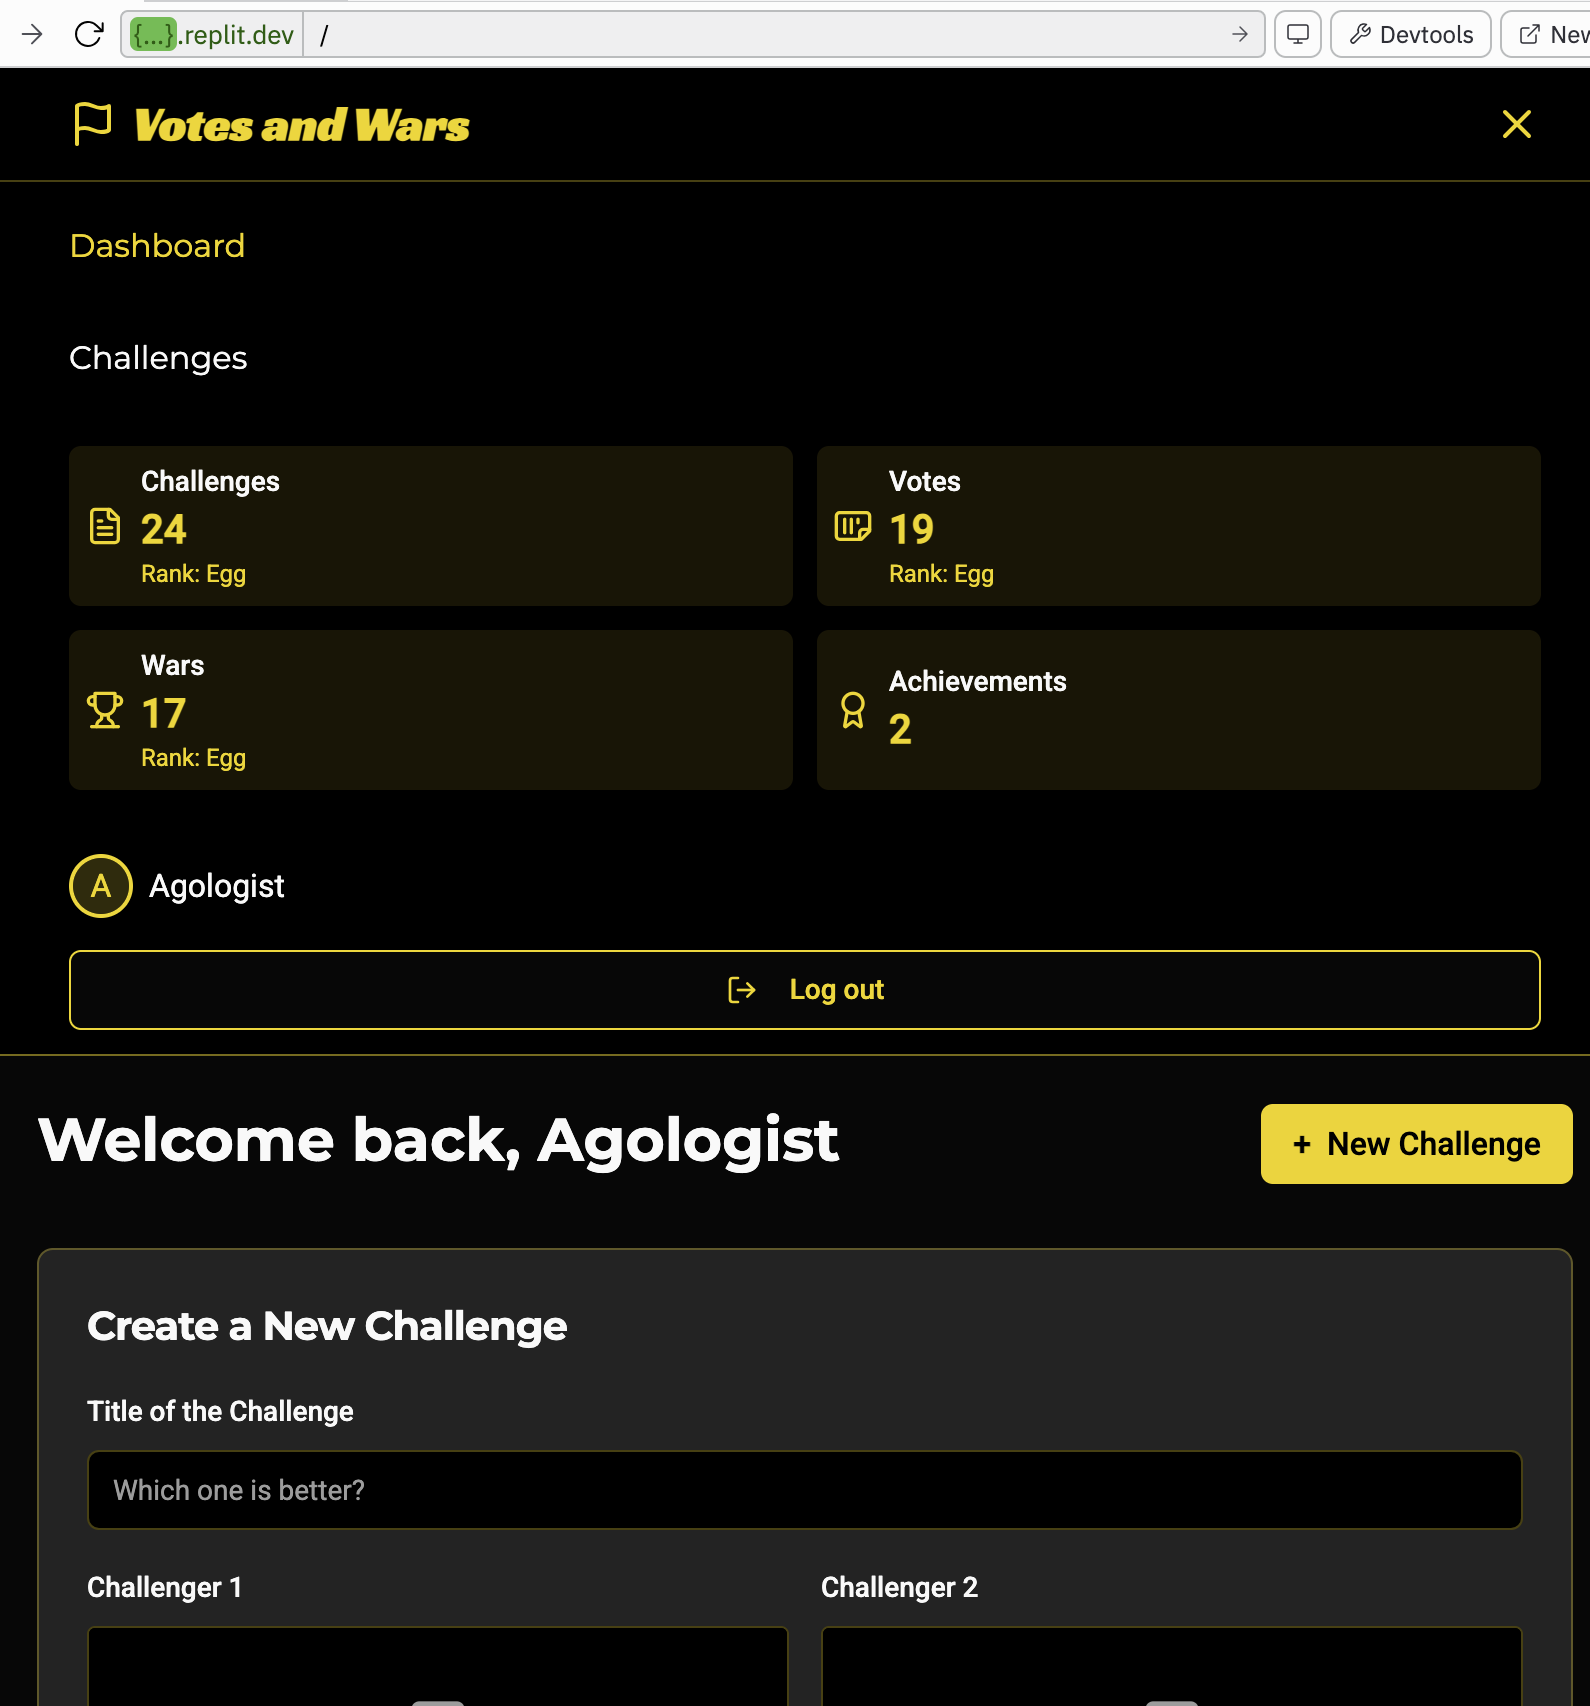 {...}.replit.dev /
Devtools
Votes and Wars
Dashboard
Challenges
Challenges
24
Rank: Egg
Votes
19
Rank: Egg
Wars
17
Rank: Egg
Achievements
2
A Agologist
Log out
Welcome back, Agologist
+ New Challenge
Create a New Challenge
Title of the Challenge
Which one is better?
Challenger 1
Challenger 2